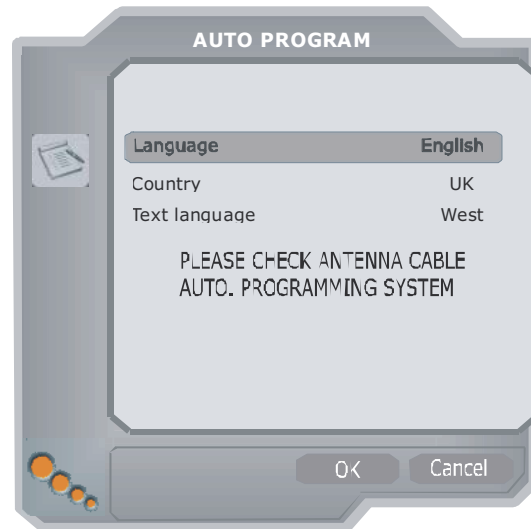 AUTO PROGRAM
Language English
Country UK
Text language West
PLEASE CHECK ANTENNA CABLE
AUTO. PROGRAMMING SYSTEM
OK Cancel